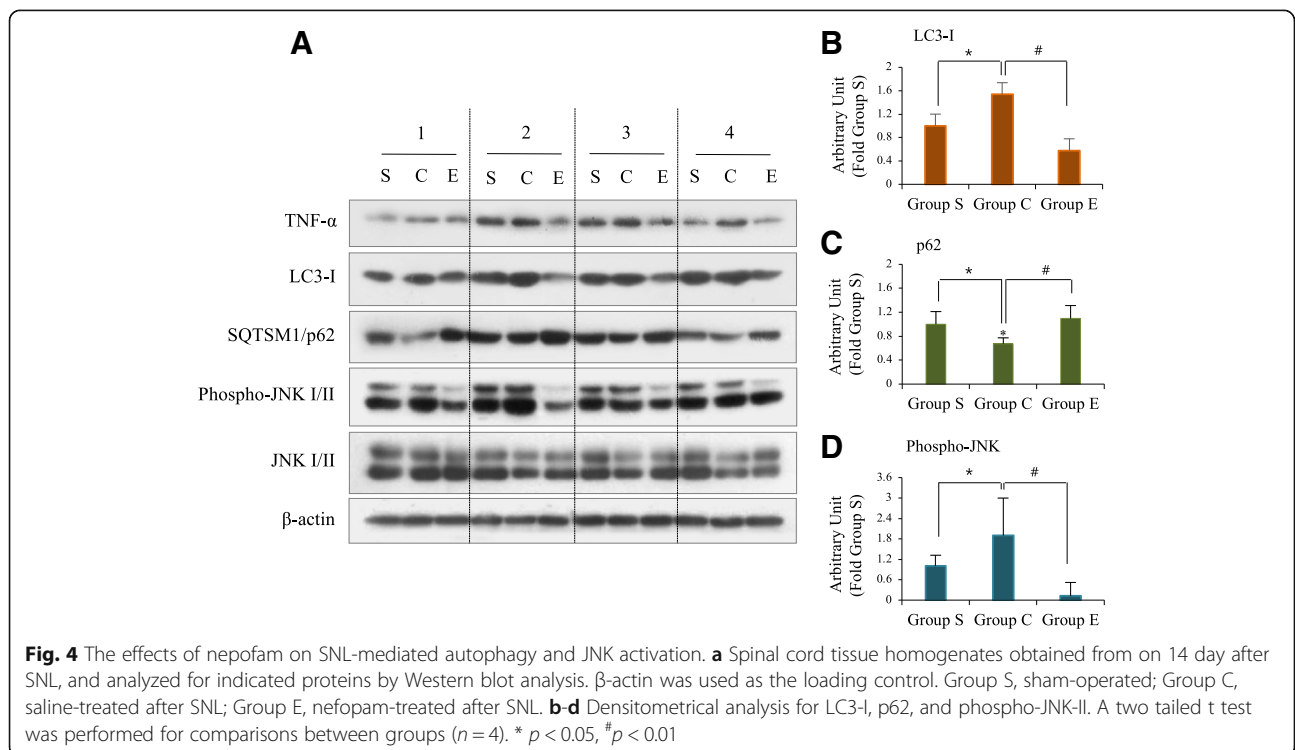 A
1 2 3 4
S C E S C E S C E S C E
TNF-α
LC3-I
SQTSM1/p62
Phospho-JNK I/II
JNK I/II
β-actin
B
LC3-I
* #
Arbitrary Unit
(Fold Group S)
2
1.6
1.2
0.8
0.4
0
Group S Group C Group E
C
p62
* #
Arbitrary Unit
(Fold Group S)
2
1.6
1.2
0.8
0.4
0
*
Group S Group C Group E
D
Phospho-JNK
* #
Arbitrary Unit
(Fold Group S)
3.6
3
2.4
1.8
1.2
0.6
0
Group S Group C Group E
Fig. 4 The effects of nepofam on SNL-mediated autophagy and JNK activation. a Spinal cord tissue homogenates obtained from on 14 day after
SNL, and analyzed for indicated proteins by Western blot analysis. β-actin was used as the loading control. Group S, sham-operated; Group C,
saline-treated after SNL; Group E, nefopam-treated after SNL. b-d Densitometrical analysis for LC3-I, p62, and phospho-JNK-II. A two tailed t test
was performed for comparisons between groups (n = 4). * p < 0.05, #p < 0.01